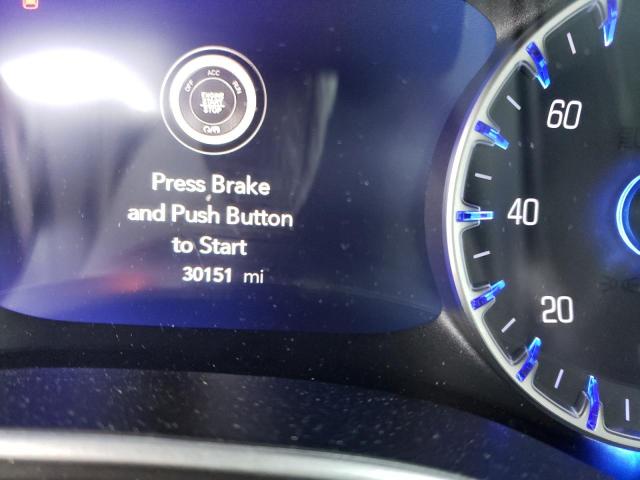 OFF
ACC
RUN
ENGINE
START
STOP
Press Brake
and Push Button
to Start
30151 mi
60
40
20